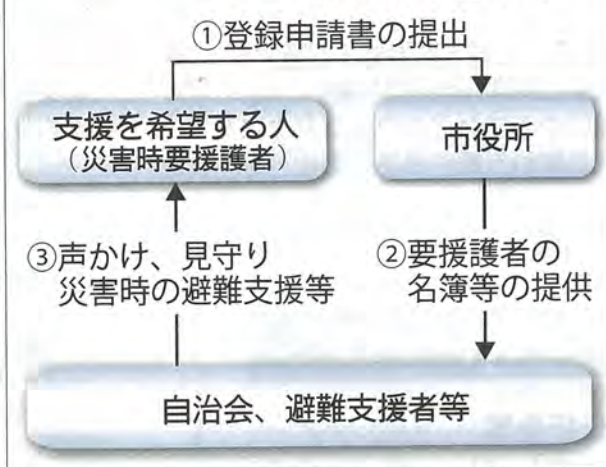 ①登録申請書の提出
支援を希望する人
（災害時要援護者）
市役所
②要援護者の
名簿等の提供
③声かけ、見守り
災害時の避難支援等
自治会、避難支援者等